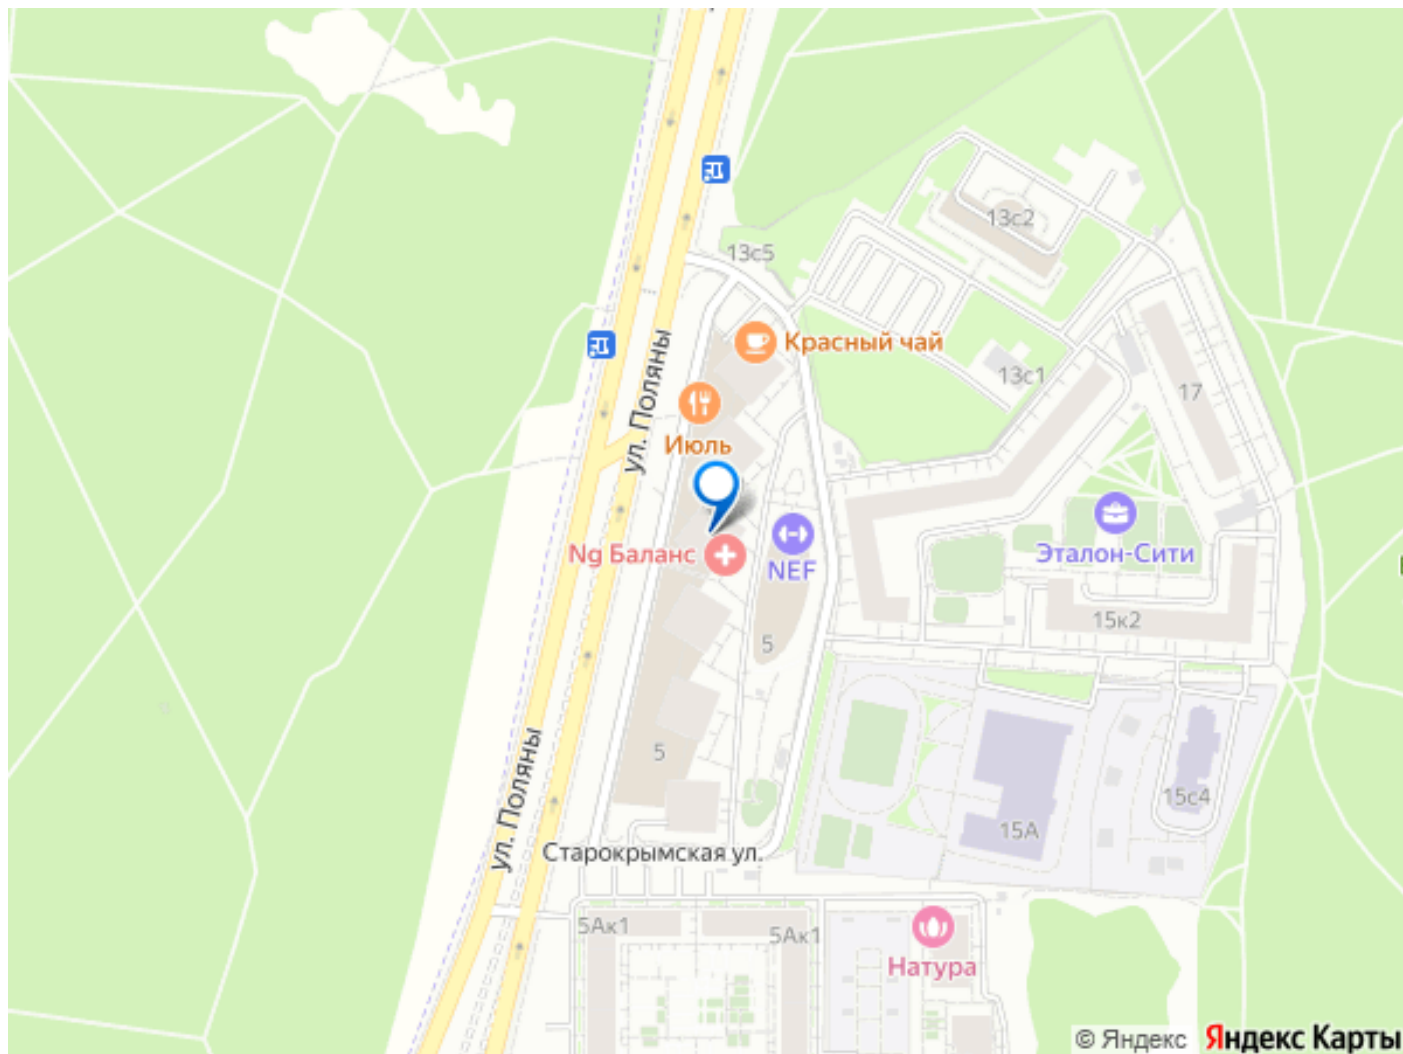 13с2
13с5
Красный чай
13с1
17
ул. Поляны
Июль
Ng Баланс
NEF
Эталон-Сити
15к2
5
5
ул. Поляны
15с4
15А
Старокрымская ул.
5Ак1
5Ак1
Натура
© Яндекс Яндекс Карты